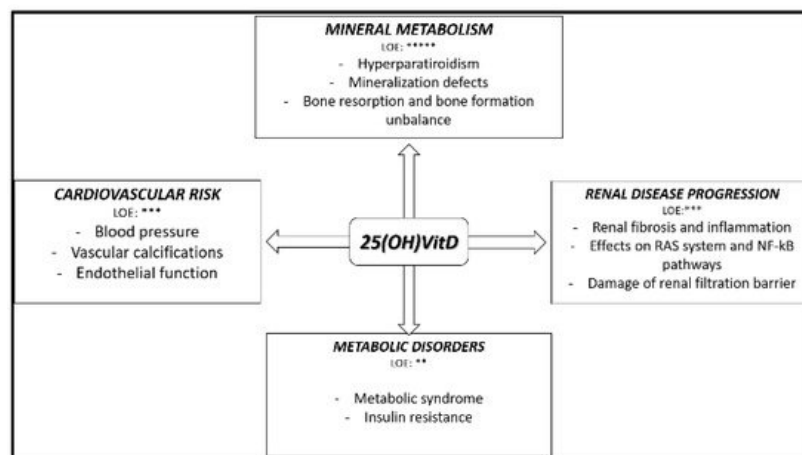 MINERAL METABOLISM
LOE: *****
- Hyperparatiroidism
- Mineralization defects
- Bone resorption and bone formation
unbalance
CARDIOVASCULAR RISK
LOE: ***
- Blood pressure
- Vascular calcifications
- Endothelial function
25(OH)VitD
RENAL DISEASE PROGRESSION
LOE:***
- Renal fibrosis and inflammation
- Effects on RAS system and NF-kB
pathways
- Damage of renal filtration barrier
METABOLIC DISORDERS
LOE: **
- Metabolic syndrome
- Insulin resistance